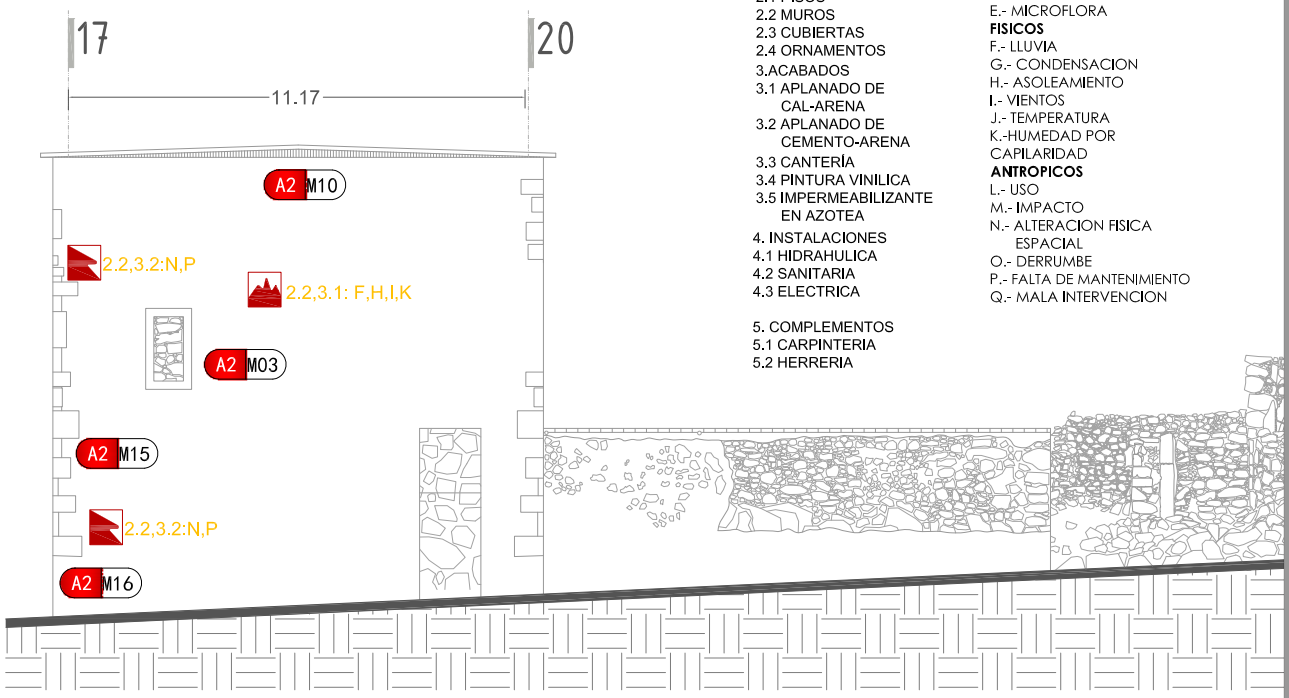 17
20
11.17
A2 M10
2.2,3.2:N,P
2.2,3.1: F,H,I,K
A2 M03
A2 M15
2.2,3.2:N,P
A2 M16
2.2 MUROS
2.3 CUBIERTAS
2.4 ORNAMENTOS
3.ACABADOS
3.1 APLANADO DE
CAL-ARENA
3.2 APLANADO DE
CEMENTO-ARENA
3.3 CANTERÍA
3.4 PINTURA VINILICA
3.5 IMPERMEABILIZANTE
EN AZOTEA
4. INSTALACIONES
4.1 HIDRAHULICA
4.2 SANITARIA
4.3 ELECTRICA
5. COMPLEMENTOS
5.1 CARPINTERIA
5.2 HERRERIA
E.- MICROFLORA
FISICOS
F.- LLUVIA
G.- CONDENSACION
H.- ASOLEAMIENTO
I.- VIENTOS
J.- TEMPERATURA
K.-HUMEDAD POR
CAPILARIDAD
ANTROPICOS
L.- USO
M.- IMPACTO
N.- ALTERACION FISICA
ESPACIAL
O.- DERRUMBE
P.- FALTA DE MANTENIMIENTO
Q.- MALA INTERVENCION